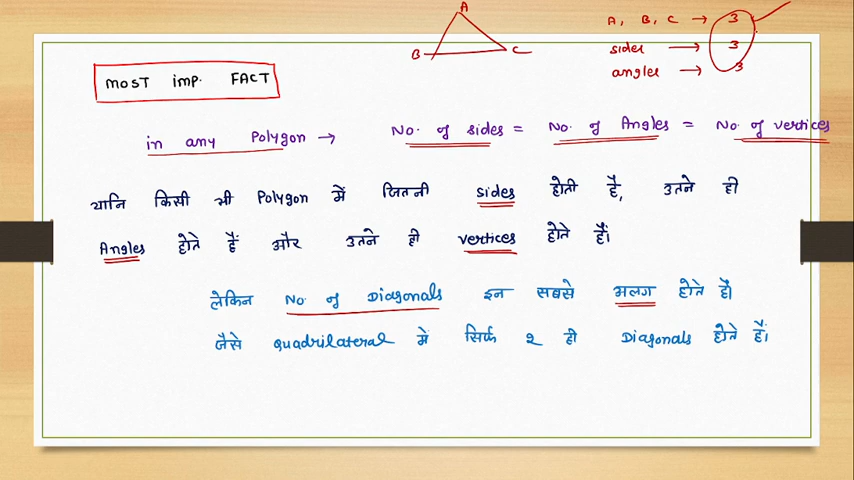 A
B
C
A, B, C → 3
sides → 3
angles → 3
MOST imp. FACT
in any Polygon → No. of sides = No. of Angles = No. of vertices
यानि किसी भी Polygon में जितनी sides होती है, उतने ही
Angles होते हैं और उतने ही vertices होते हैं।
लेकिन No. of Diagonals इन सबसे अलग होते हैं।
जैसे quadrilateral में सिर्फ 2 ही Diagonals होते हैं।